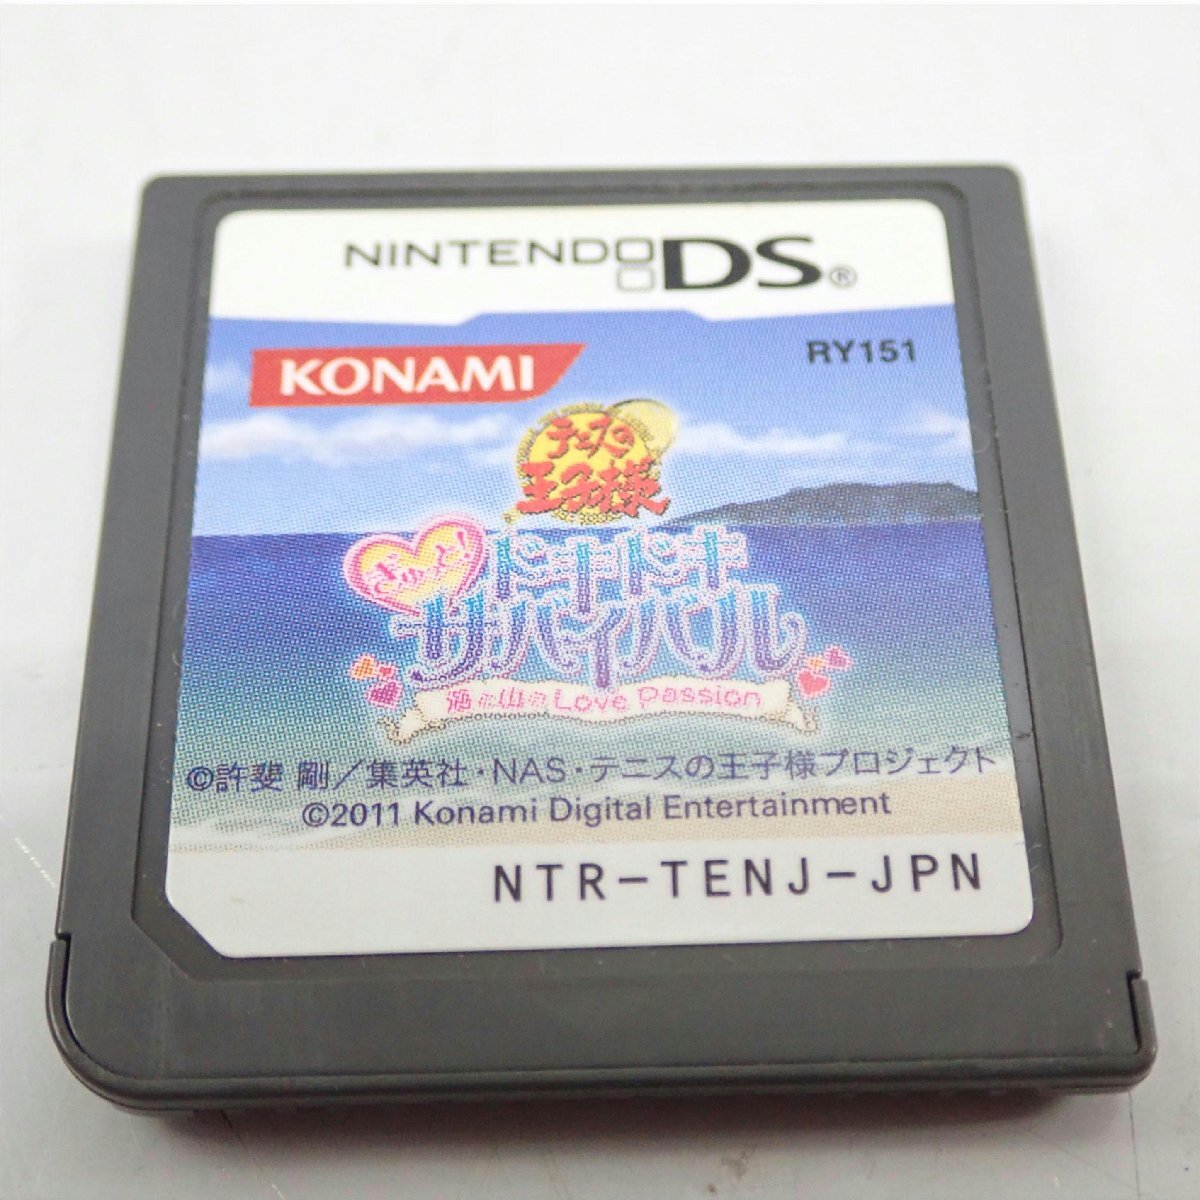 NINTENDO DS®
KONAMI
RY151
テニスの
王子様
ぎゅっと!
ドキドキ
サバイバル
海と山のLove Passion
©許斐 剛／集英社・NAS・テニスの王子様プロジェクト
©2011 Konami Digital Entertainment
NTR-TENJ-JPN